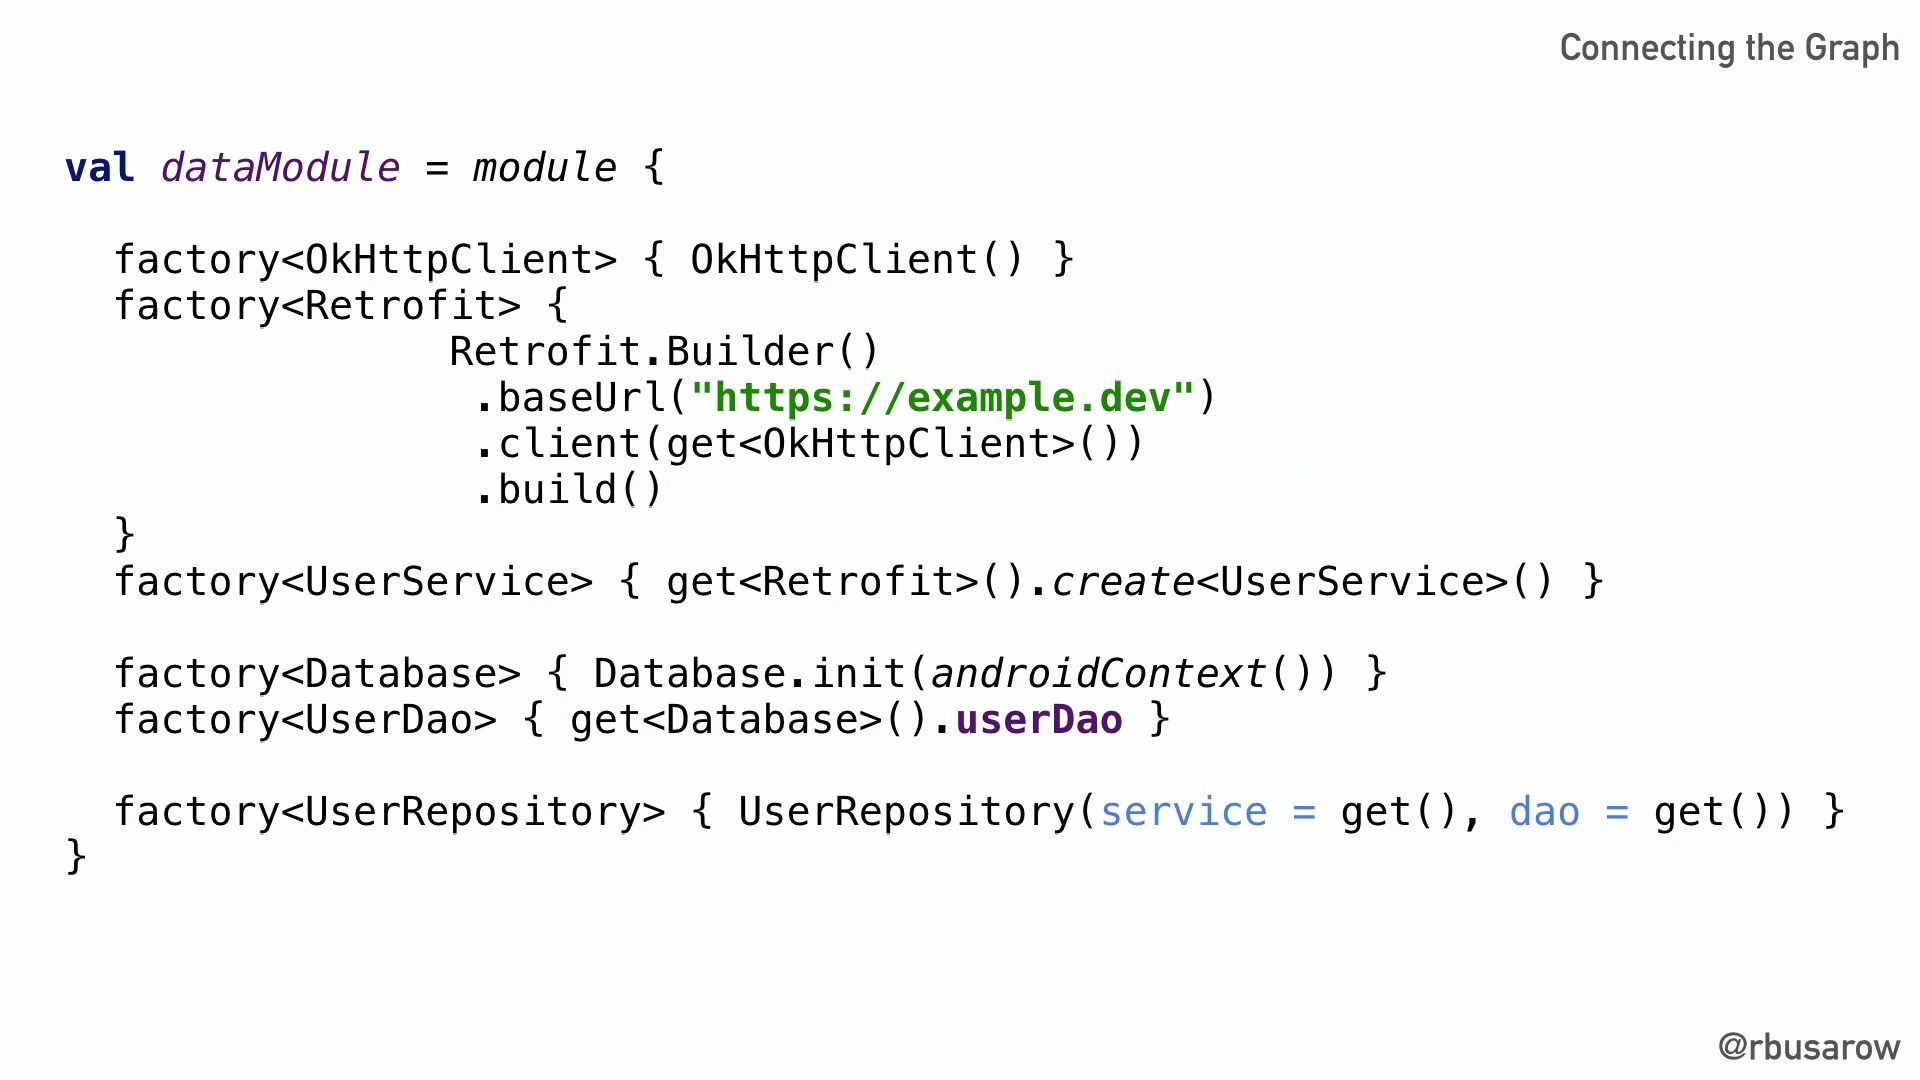 Connecting the Graph
val dataModule = module {
factory<OkHttpClient> { OkHttpClient() }
factory<Retrofit> {
Retrofit.Builder()
.baseUrl("https://example.dev")
.client(get<OkHttpClient>())
.build()
}
factory<UserService> { get<Retrofit>().create<UserService>() }
factory<Database> { Database.init(androidContext()) }
factory<UserDao> { get<Database>().userDao }
factory<UserRepository> { UserRepository(service = get(), dao = get()) }
}
@rbusarow